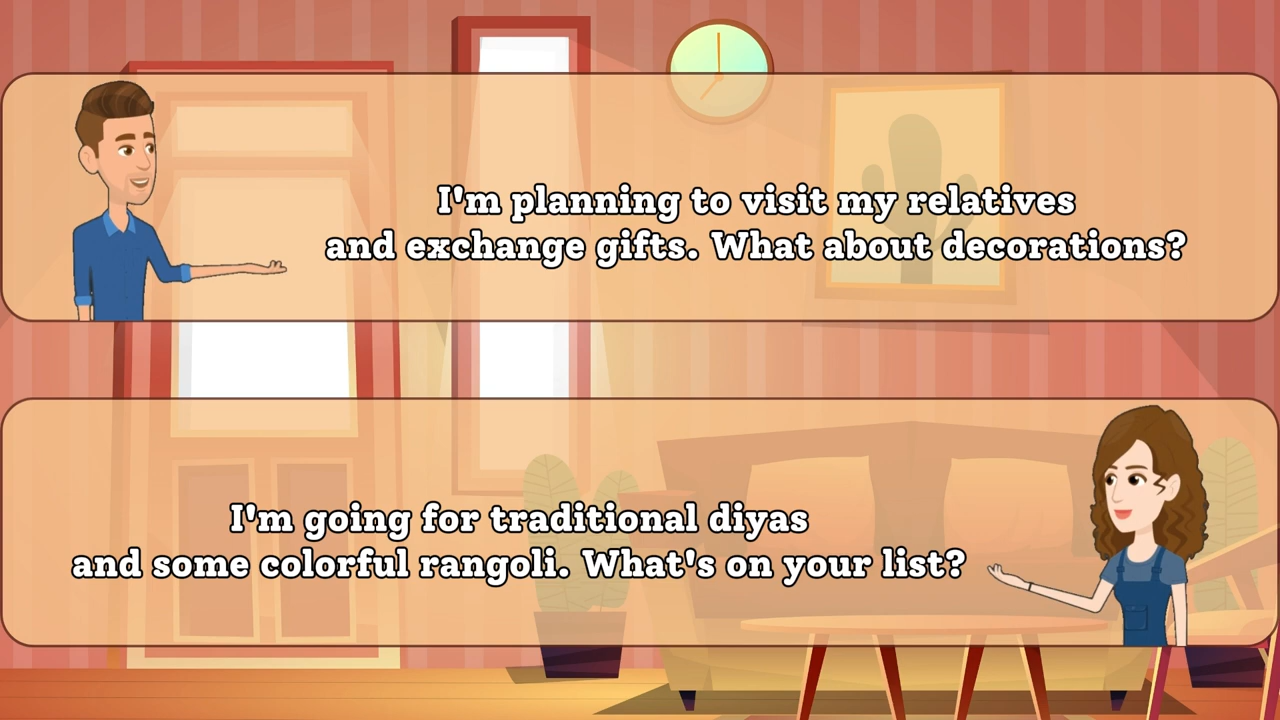 I'm planning to visit my relatives
and exchange gifts. What about decorations?
I'm going for traditional diyas
and some colorful rangoli. What's on your list?